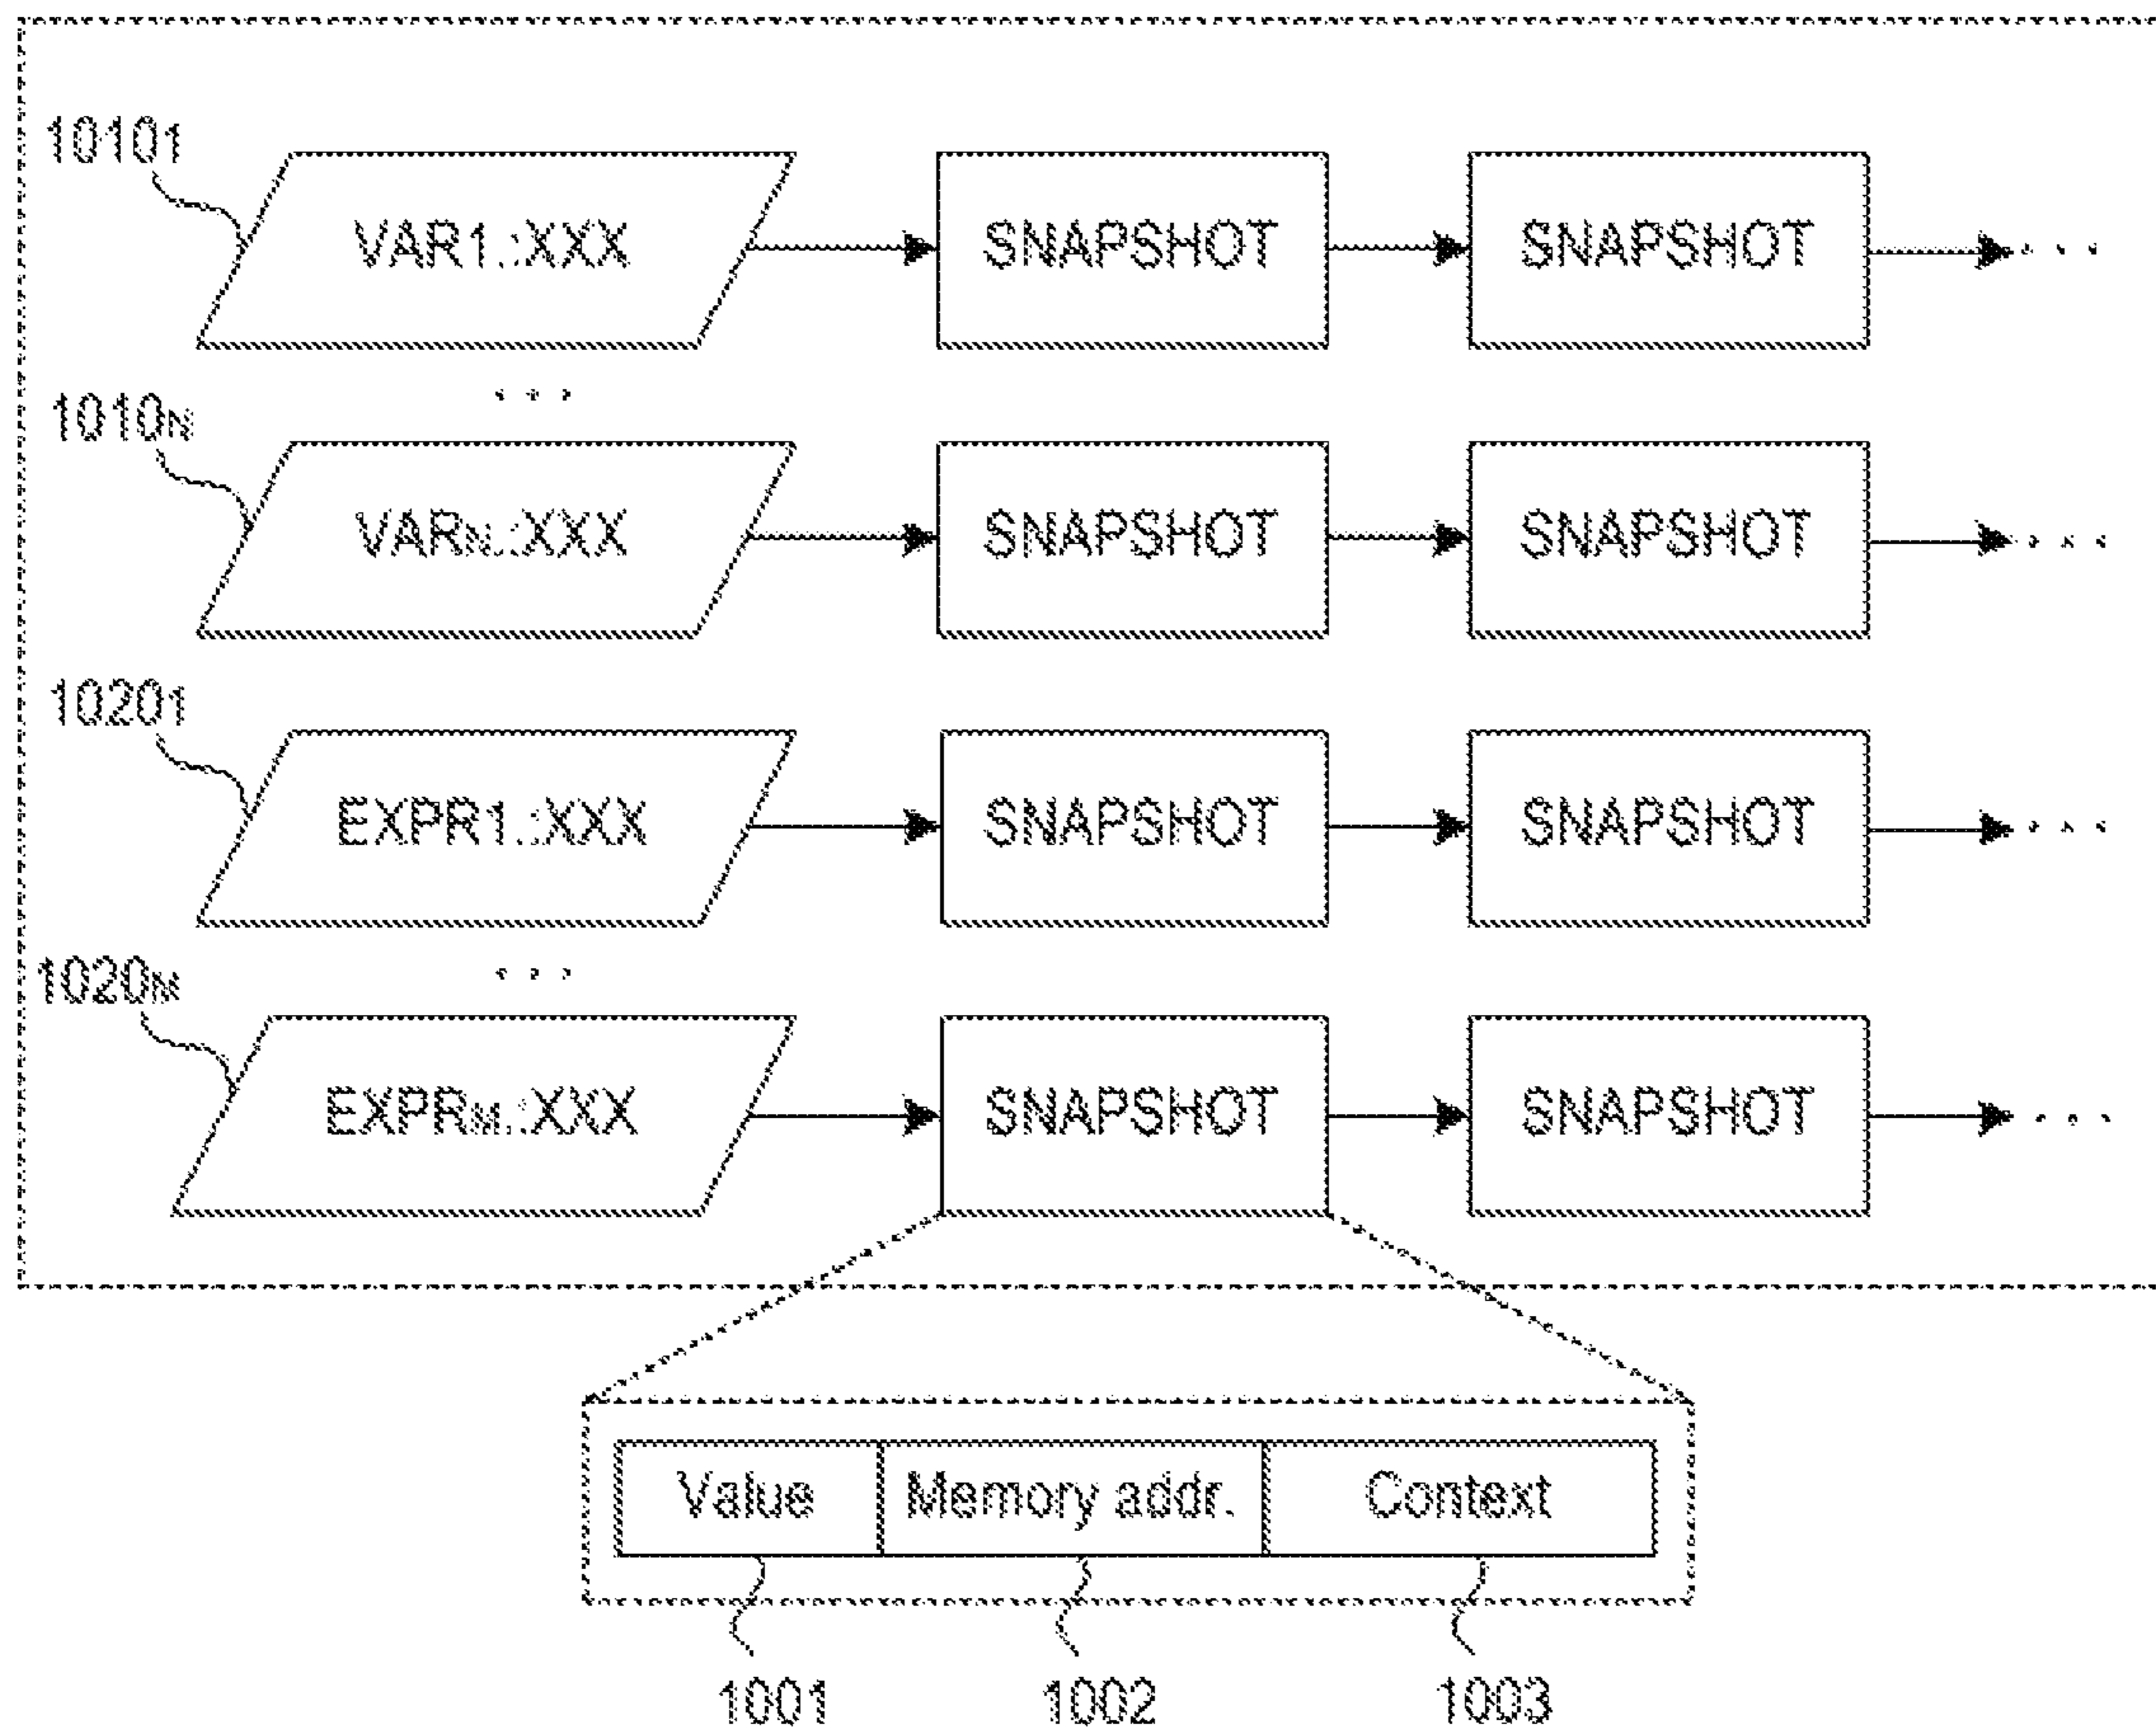 1010₁
VAR1.:XXX SNAPSHOT SNAPSHOT ...
...
1010N
VARN.:XXX SNAPSHOT SNAPSHOT ...
1020₁
EXPR1.:XXX SNAPSHOT SNAPSHOT ...
...
1020M
EXPRM.:XXX SNAPSHOT SNAPSHOT ...
Value Memory addr. Context
1001 1002 1003